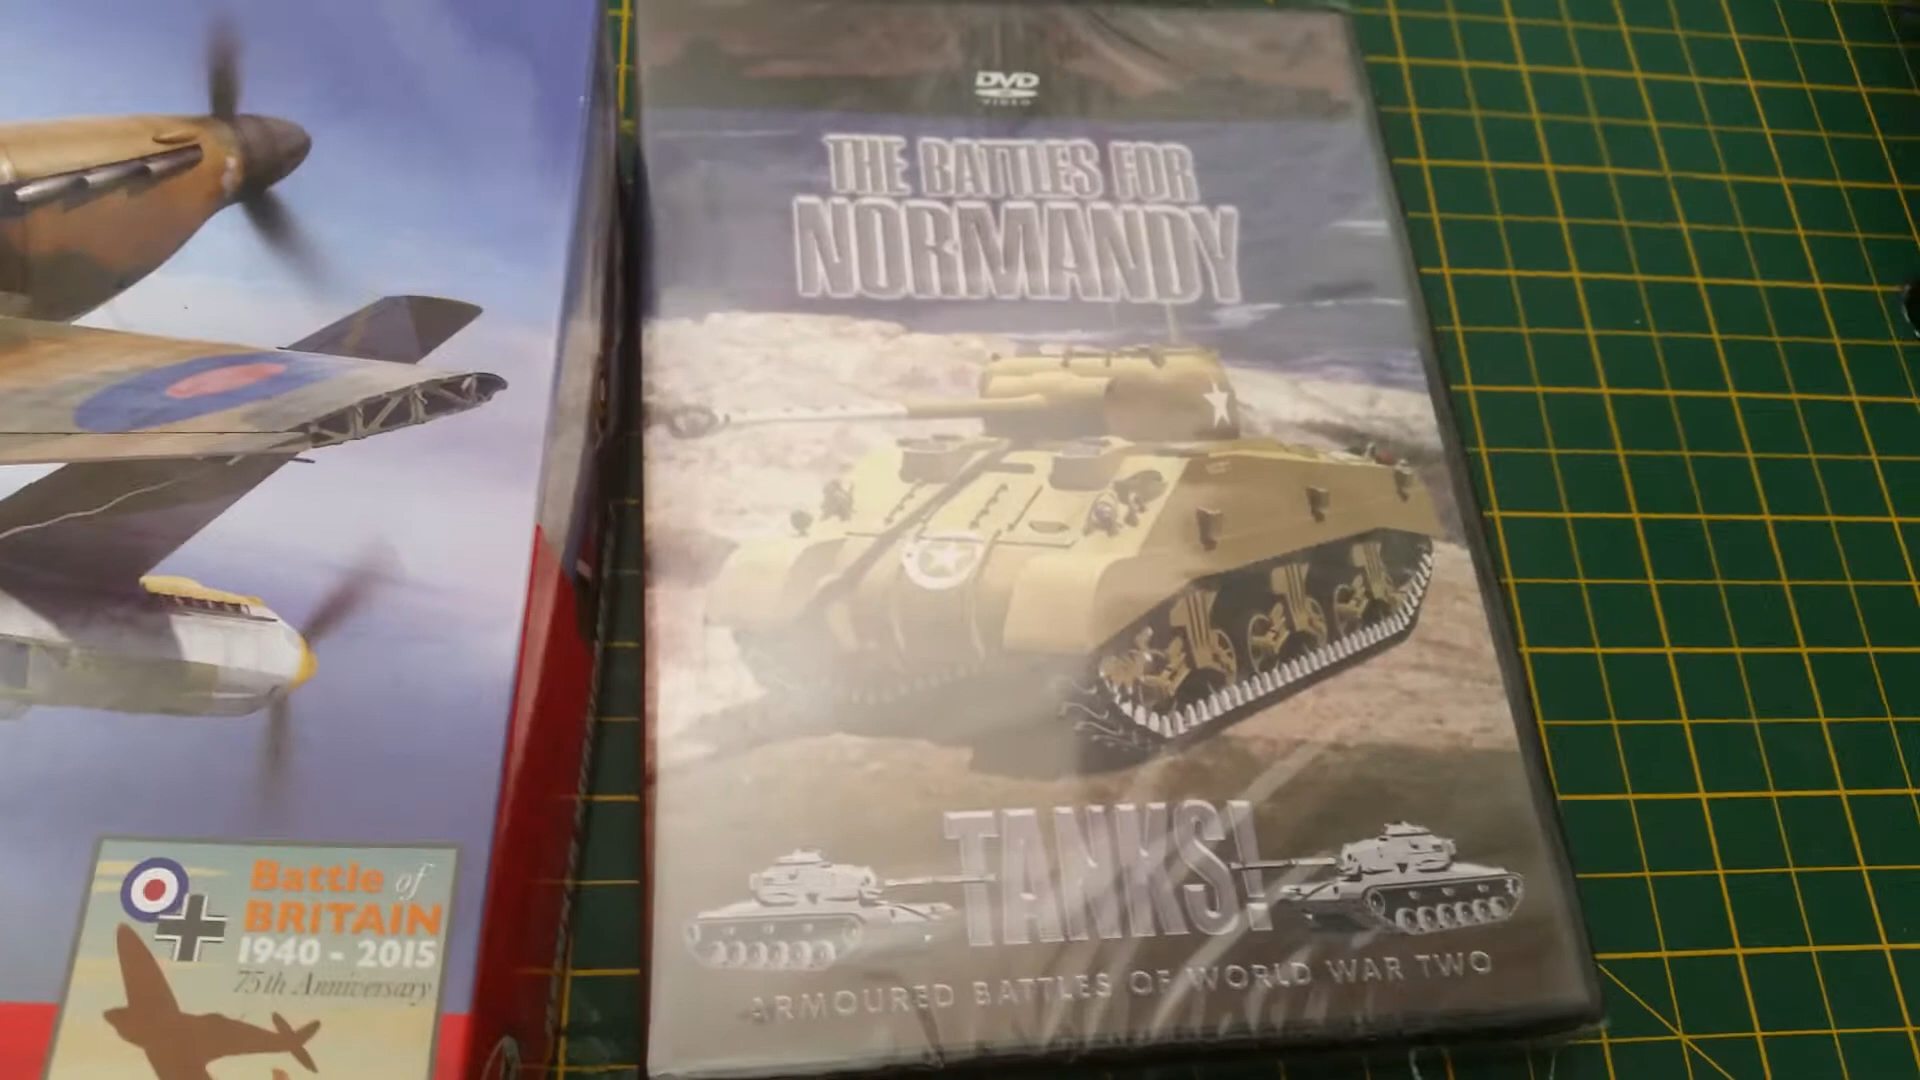 Battle of
BRITAIN
1940 - 2015
75th Anniversary
DVD
VIDEO
THE BATTLES FOR
NORMANDY
TANKS!
ARMOURED BATTLES OF WORLD WAR TWO